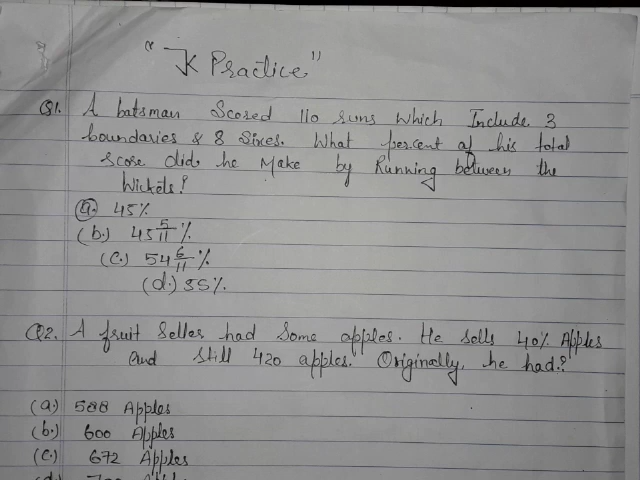 "JK Practice"
Q1. A batsman Scored 110 runs which Include 3
boundaries & 8 Sixes. What percent of his total
Score did he Make by Running between the
Wickets?
(a.) 45%
(b.) 45 5/11 %
(c.) 54 6/11 %
(d.) 55%.
Q2. A fruit Seller had Some apples. He Sells 40% Apples
and still 420 apples. Originally, he had.?
(a.) 588 Apples
(b.) 600 Apples
(c.) 672 Apples